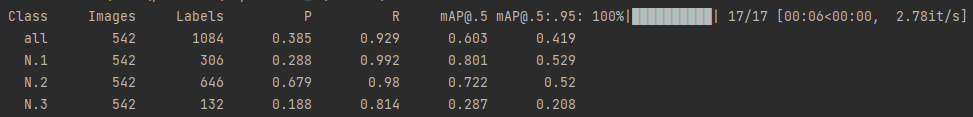 Class Images Labels P R mAP@.5 mAP@.5:.95: 100%|██████████| 17/17 [00:06<00:00, 2.78it/s]
all 542 1084 0.385 0.929 0.603 0.419
N.1 542 306 0.288 0.992 0.801 0.529
N.2 542 646 0.679 0.98 0.722 0.52
N.3 542 132 0.188 0.814 0.287 0.208